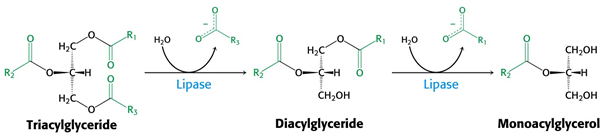 O
R₁
H₂C
O
O
R₂
O
H
H₂C
O
O
R₃
Triacylglyceride
H₂O
O
O
–
R₃
Lipase
O
R₁
H₂C
O
O
R₂
O
H
CH₂OH
Diacylglyceride
H₂O
O
O
–
R₁
Lipase
O
R₂
O
CH₂OH
H
CH₂OH
Monoacylglycerol